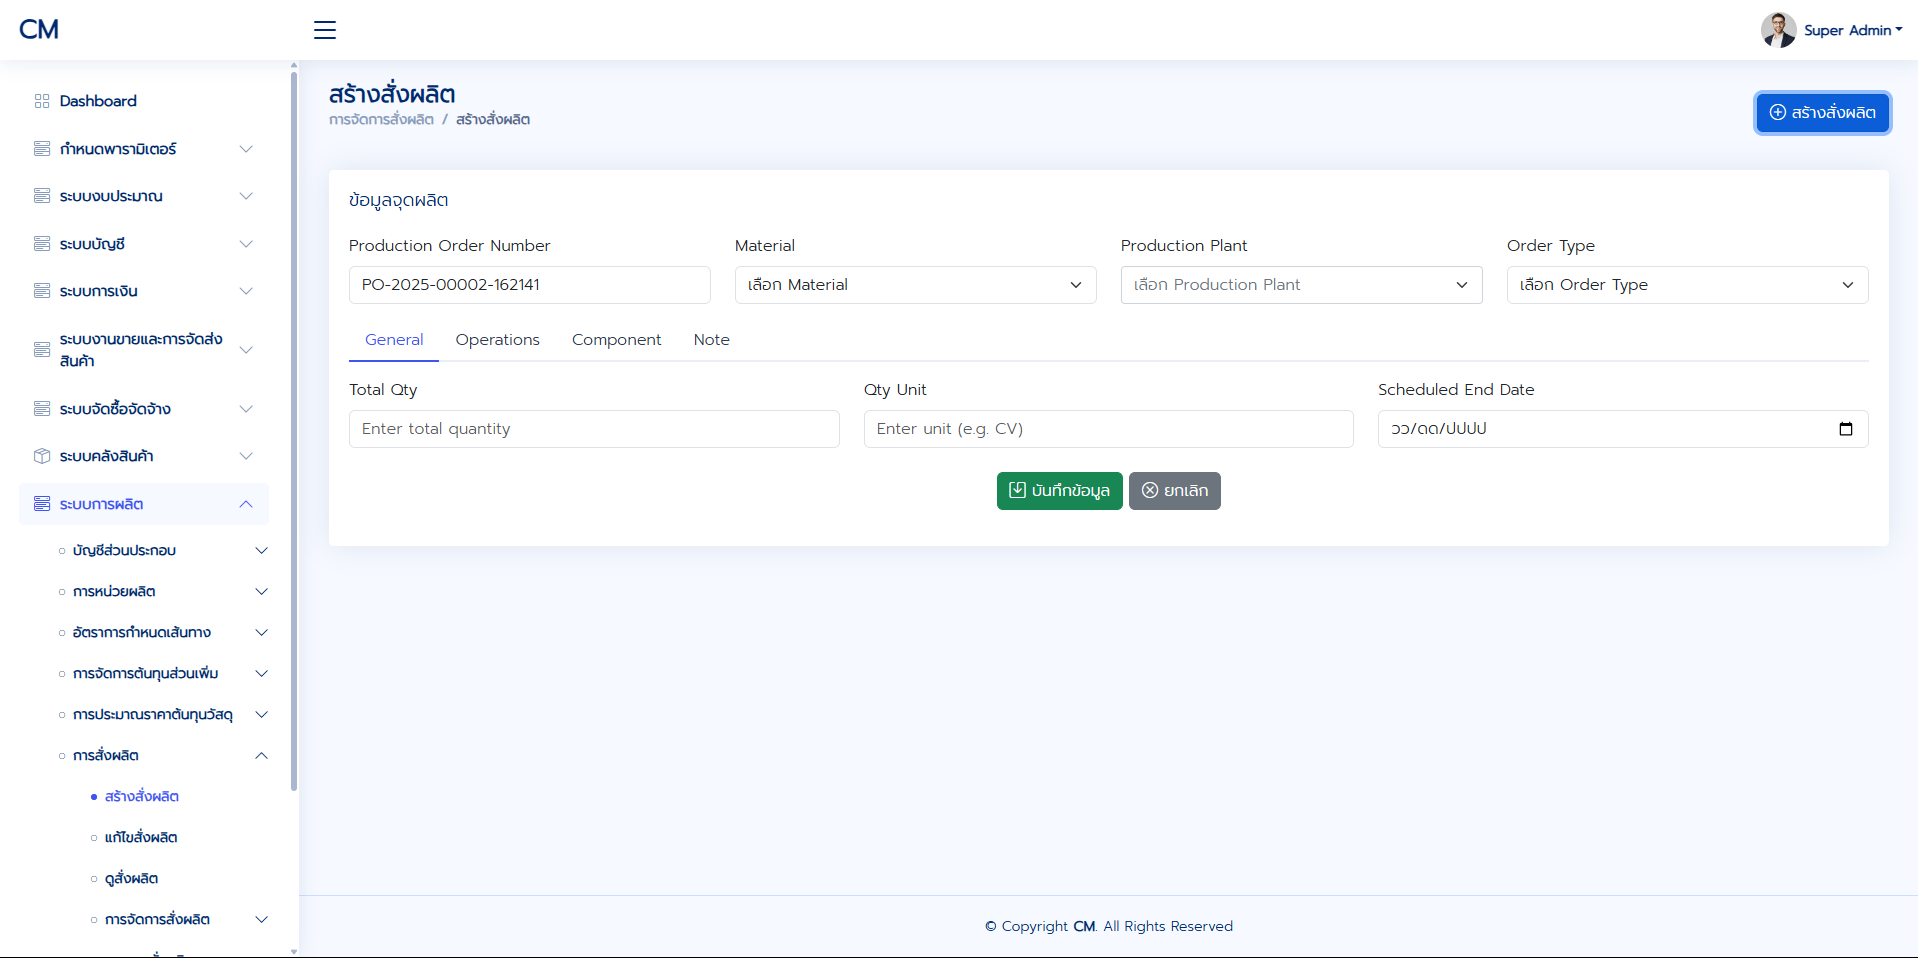 CM
Super Admin
Dashboard
กำหนดพารามิเตอร์
ระบบงบประมาณ
ระบบบัญชี
ระบบการเงิน
ระบบงานขายและการจัดส่ง
สินค้า
ระบบจัดซื้อจัดจ้าง
ระบบคลังสินค้า
ระบบการผลิต
บัญชีส่วนประกอบ
การหน่วยผลิต
อัตราการกำหนดเส้นทาง
การจัดการต้นทุนส่วนเพิ่ม
การประมาณราคาต้นทุนวัสดุ
การสั่งผลิต
สร้างสั่งผลิต
แก้ไขสั่งผลิต
ดูสั่งผลิต
การจัดการสั่งผลิต
สร้างสั่งผลิต
การจัดการสั่งผลิต / สร้างสั่งผลิต
สร้างสั่งผลิต
ข้อมูลจุดผลิต
Production Order Number Material Production Plant Order Type
PO-2025-00002-162141 เลือก Material เลือก Production Plant เลือก Order Type
General Operations Component Note
Total Qty Qty Unit Scheduled End Date
Enter total quantity Enter unit (e.g. CV) วว/ดด/ปปปป
บันทึกข้อมูล ยกเลิก
© Copyright CM. All Rights Reserved